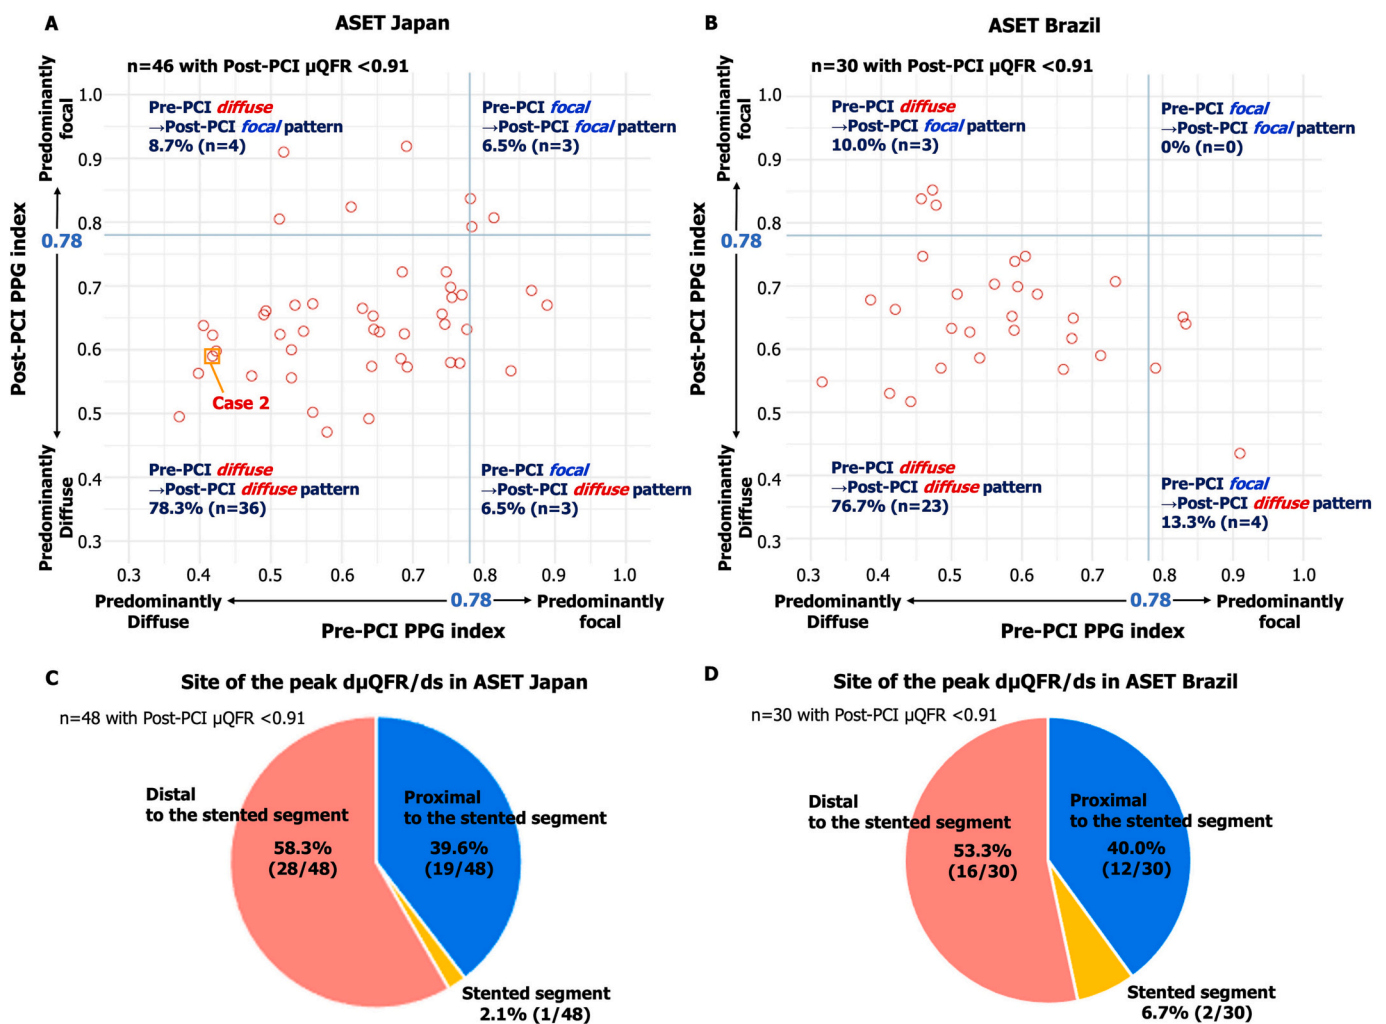 A
ASET Japan
n=46 with Post-PCI µQFR <0.91
Predominantly
focal
Post-PCI PPG index
0.78
Predominantly
Diffuse
1.0
0.9
0.8
0.7
0.6
0.5
0.4
0.3
Pre-PCI diffuse
→Post-PCI focal pattern
8.7% (n=4)
Pre-PCI focal
→Post-PCI focal pattern
6.5% (n=3)
Case 2
Pre-PCI diffuse
→Post-PCI diffuse pattern
78.3% (n=36)
Pre-PCI focal
→Post-PCI diffuse pattern
6.5% (n=3)
0.3 0.4 0.5 0.6 0.7 0.8 0.9 1.0
Predominantly
Diffuse
0.78
Predominantly
focal
Pre-PCI PPG index
B
ASET Brazil
n=30 with Post-PCI µQFR <0.91
Predominantly
focal
Post-PCI PPG index
0.78
Predominantly
Diffuse
1.0
0.9
0.8
0.7
0.6
0.5
0.4
0.3
Pre-PCI diffuse
→Post-PCI focal pattern
10.0% (n=3)
Pre-PCI focal
→Post-PCI focal pattern
0% (n=0)
Pre-PCI diffuse
→Post-PCI diffuse pattern
76.7% (n=23)
Pre-PCI focal
→Post-PCI diffuse pattern
13.3% (n=4)
0.3 0.4 0.5 0.6 0.7 0.8 0.9 1.0
Predominantly
Diffuse
0.78
Predominantly
focal
Pre-PCI PPG index
C
Site of the peak dµQFR/ds in ASET Japan
n=48 with Post-PCI µQFR <0.91
Distal
to the stented segment
58.3%
(28/48)
Proximal
to the stented segment
39.6%
(19/48)
Stented segment
2.1% (1/48)
D
Site of the peak dµQFR/ds in ASET Brazil
n=30 with Post-PCI µQFR <0.91
Distal
to the stented segment
53.3%
(16/30)
Proximal
to the stented segment
40.0%
(12/30)
Stented segment
6.7% (2/30)